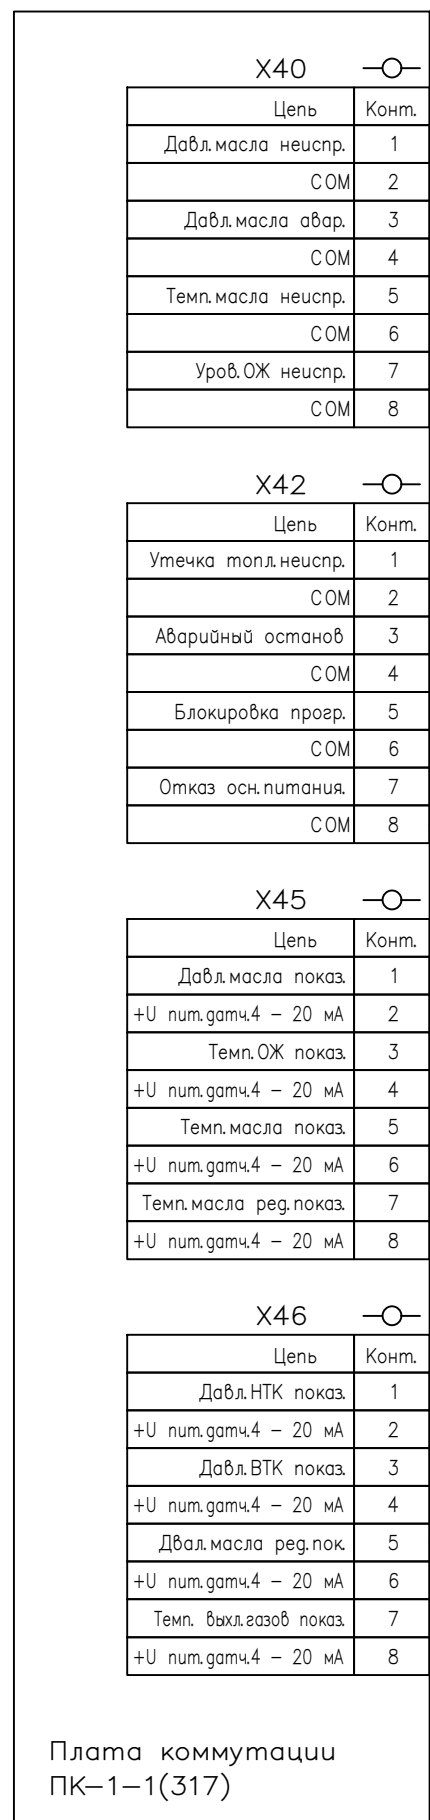 X40
Цепь Конт.
Давл.масла неиспр. 1
COM 2
Давл.масла авар. 3
COM 4
Темп.масла неиспр. 5
COM 6
Уров.ОЖ неиспр. 7
COM 8
X42
Цепь Конт.
Утечка топл.неиспр. 1
COM 2
Аварийный останов 3
COM 4
Блокировка прогр. 5
COM 6
Отказ осн.питания. 7
COM 8
X45
Цепь Конт.
Давл.масла показ. 1
+U пит.датч.4 – 20 мА 2
Темп.ОЖ показ. 3
+U пит.датч.4 – 20 мА 4
Темп.масла показ. 5
+U пит.датч.4 – 20 мА 6
Темп.масла ред.показ. 7
+U пит.датч.4 – 20 мА 8
X46
Цепь Конт.
Давл.НТК показ. 1
+U пит.датч.4 – 20 мА 2
Давл.ВТК показ. 3
+U пит.датч.4 – 20 мА 4
Двал.масла ред.пок. 5
+U пит.датч.4 – 20 мА 6
Темп. выхл.газов показ. 7
+U пит.датч.4 – 20 мА 8
Плата коммутации
ПК–1–1(317)